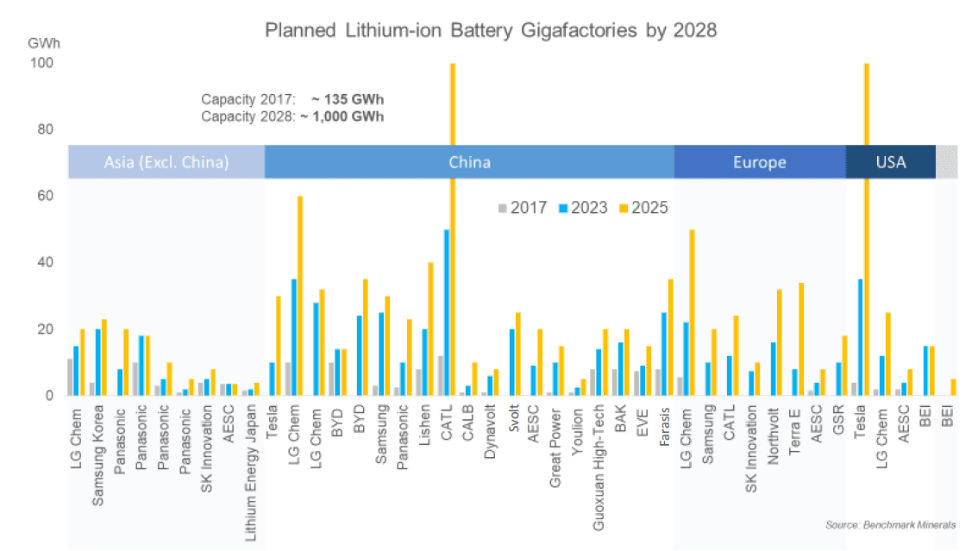 Planned Lithium-ion Battery Gigafactories by 2028
GWh
100
80
60
40
20
0
Capacity 2017: ~ 135 GWh
Capacity 2028: ~ 1,000 GWh
Asia (Excl. China)
China
Europe
USA
2017
2023
2025
LG Chem
Samsung Korea
Panasonic
Panasonic
Panasonic
Panasonic
SK Innovation
AESC
Lithium Energy Japan
Tesla
LG Chem
LG Chem
BYD
BYD
Samsung
Panasonic
Lishen
CATL
CALB
Dynavolt
Svolt
AESC
Great Power
Youlion
Guoxuan High-Tech
BAK
EVE
Farasis
LG Chem
Samsung
CATL
SK Innovation
Northvolt
Terra E
AESC
GSR
Tesla
LG Chem
AESC
BEI
BEI
Source: Benchmark Minerals